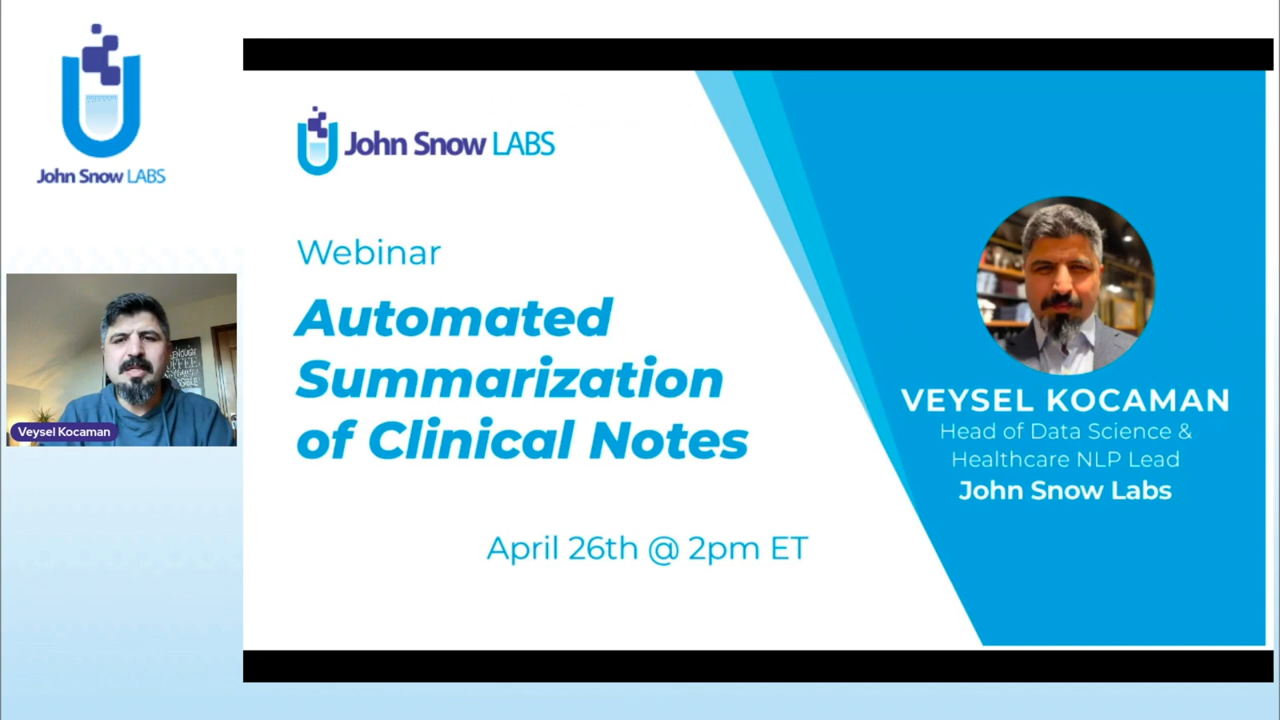 John Snow LABS
Veysel Kocaman
John Snow LABS
Webinar
Automated
Summarization
of Clinical Notes
April 26th @ 2pm ET
VEYSEL KOCAMAN
Head of Data Science &
Healthcare NLP Lead
John Snow Labs